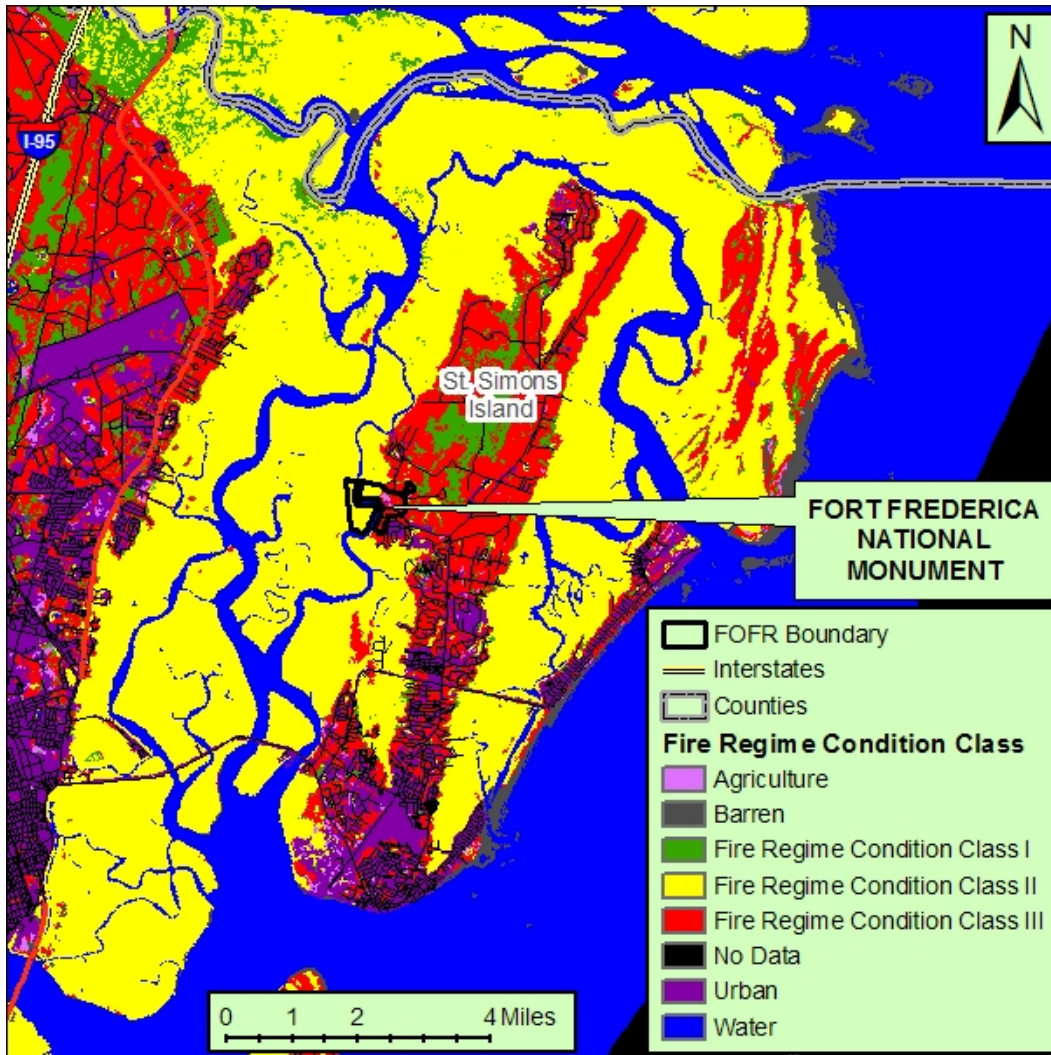 N
I-95
St. Simons
Island
FORT FREDERICA
NATIONAL
MONUMENT
FOFR Boundary
Interstates
Counties
Fire Regime Condition Class
Agriculture
Barren
Fire Regime Condition Class I
Fire Regime Condition Class II
Fire Regime Condition Class III
No Data
Urban
Water
0 1 2 4 Miles